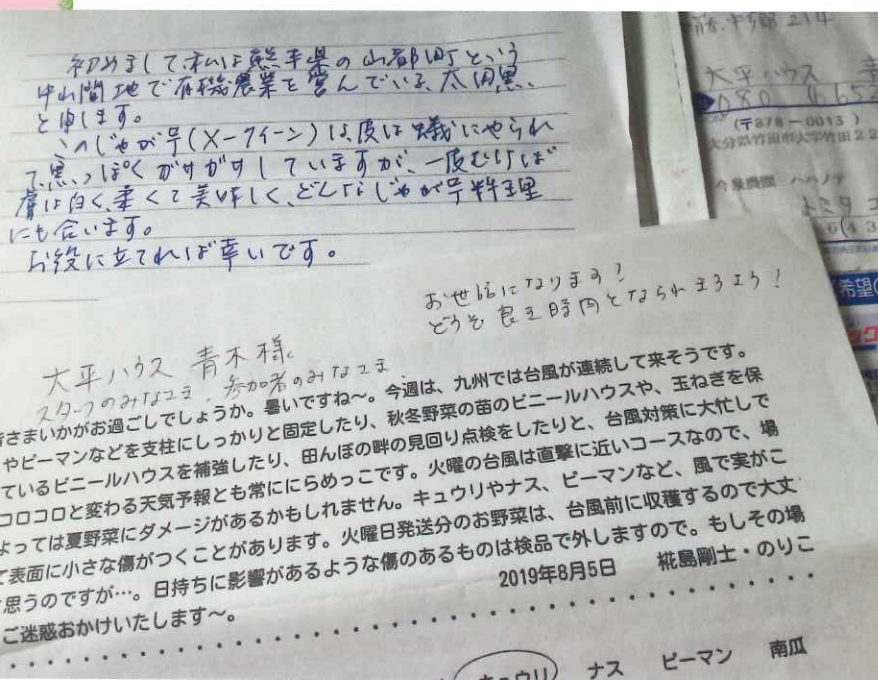 初めまして、私は熊本県の山都町という
中山間地で有機農業を営んでいる、太田黒、
と申します。
このじゃが芋(X-クイーン)は、皮は蟻にやられ
て、黒っぽくガサガサしていますが、一度むけば
膚は白く、柔くて美味しく、どんなじゃが芋料理
にも合います。
お役に立てれば幸いです。
大平ハウス
080 4652
(〒878-0013)
大分県竹田市大字竹田22
今泉農園 ハハノテ
希望
お世話になります!
どうぞ良き時間となられますよう!
大平ハウス 青木様、
スタッフのみなさま、参加者のみなさま
皆さまいかがお過ごしでしょうか。暑いですね〜。今週は、九州では台風が連続して来そうです。
やピーマンなどを支柱にしっかりと固定したり、秋冬野菜の苗のビニールハウスや、玉ねぎを保
ているビニールハウスを補強したり、田んぼの畔の見回り点検をしたりと、台風対策に大忙しで
コロコロと変わる天気予報とも常ににらめっこです。火曜の台風は直撃に近いコースなので、場
よっては夏野菜にダメージがあるかもしれません。キュウリやナス、ピーマンなど、風で実がこ
て表面に小さな傷がつくことがあります。火曜日発送分のお野菜は、台風前に収穫するので大丈
思うのですが…。日持ちに影響があるような傷のあるものは検品で外しますので。もしその場
ご迷惑おかけいたします〜。
2019年8月5日 椛島剛士・のりこ
キュウリ ナス ピーマン 南瓜